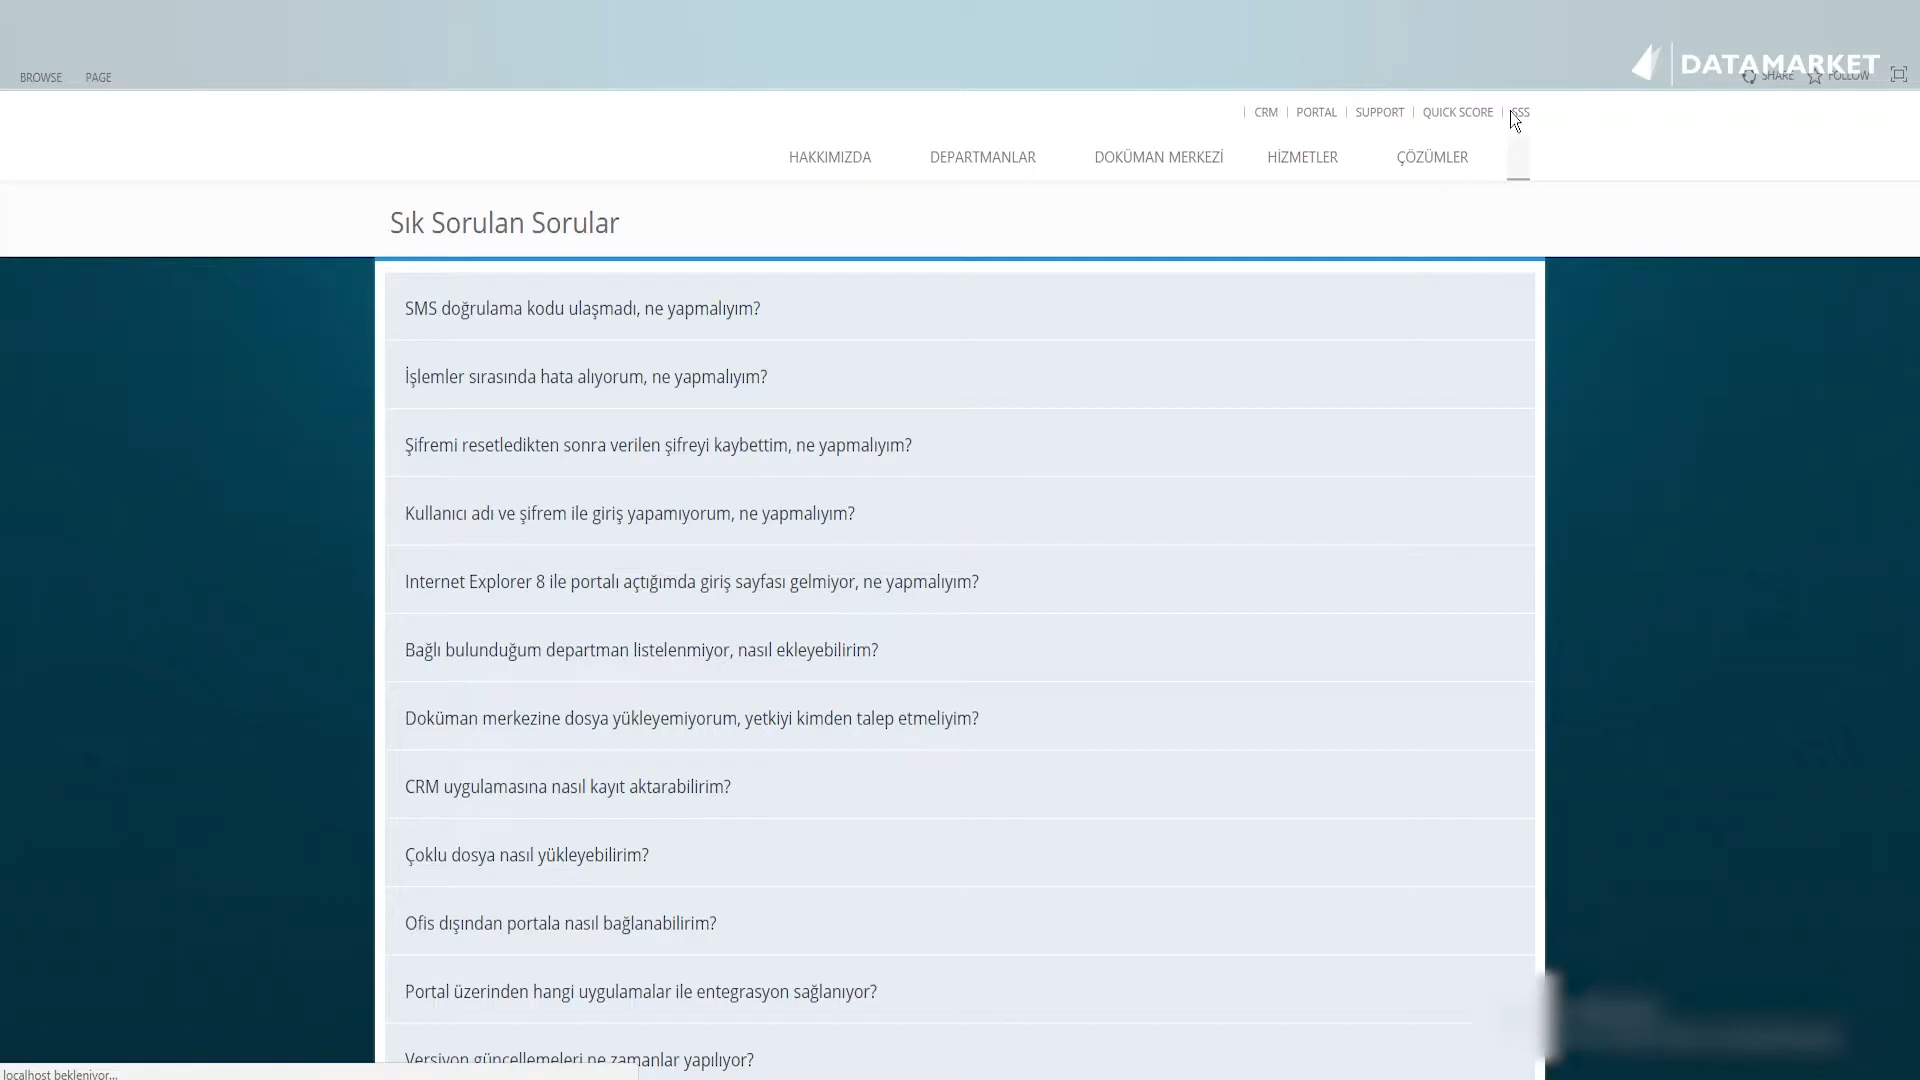 DATAMARKET
BROWSE PAGE SHARE FOLLOW
CRM PORTAL SUPPORT QUICK SCORE SSS
HAKKIMIZDA DEPARTMANLAR DOKÜMAN MERKEZİ HİZMETLER ÇÖZÜMLER
Sık Sorulan Sorular
SMS doğrulama kodu ulaşmadı, ne yapmalıyım?
İşlemler sırasında hata alıyorum, ne yapmalıyım?
Şifremi resetledikten sonra verilen şifreyi kaybettim, ne yapmalıyım?
Kullanıcı adı ve şifrem ile giriş yapamıyorum, ne yapmalıyım?
Internet Explorer 8 ile portalı açtığımda giriş sayfası gelmiyor, ne yapmalıyım?
Bağlı bulunduğum departman listelenmiyor, nasıl ekleyebilirim?
Doküman merkezine dosya yükleyemiyorum, yetkiyi kimden talep etmeliyim?
CRM uygulamasına nasıl kayıt aktarabilirim?
Çoklu dosya nasıl yükleyebilirim?
Ofis dışından portala nasıl bağlanabilirim?
Portal üzerinden hangi uygulamalar ile entegrasyon sağlanıyor?
Versiyon güncellemeleri ne zamanlar yapılıyor?
localhost bekleniyor...